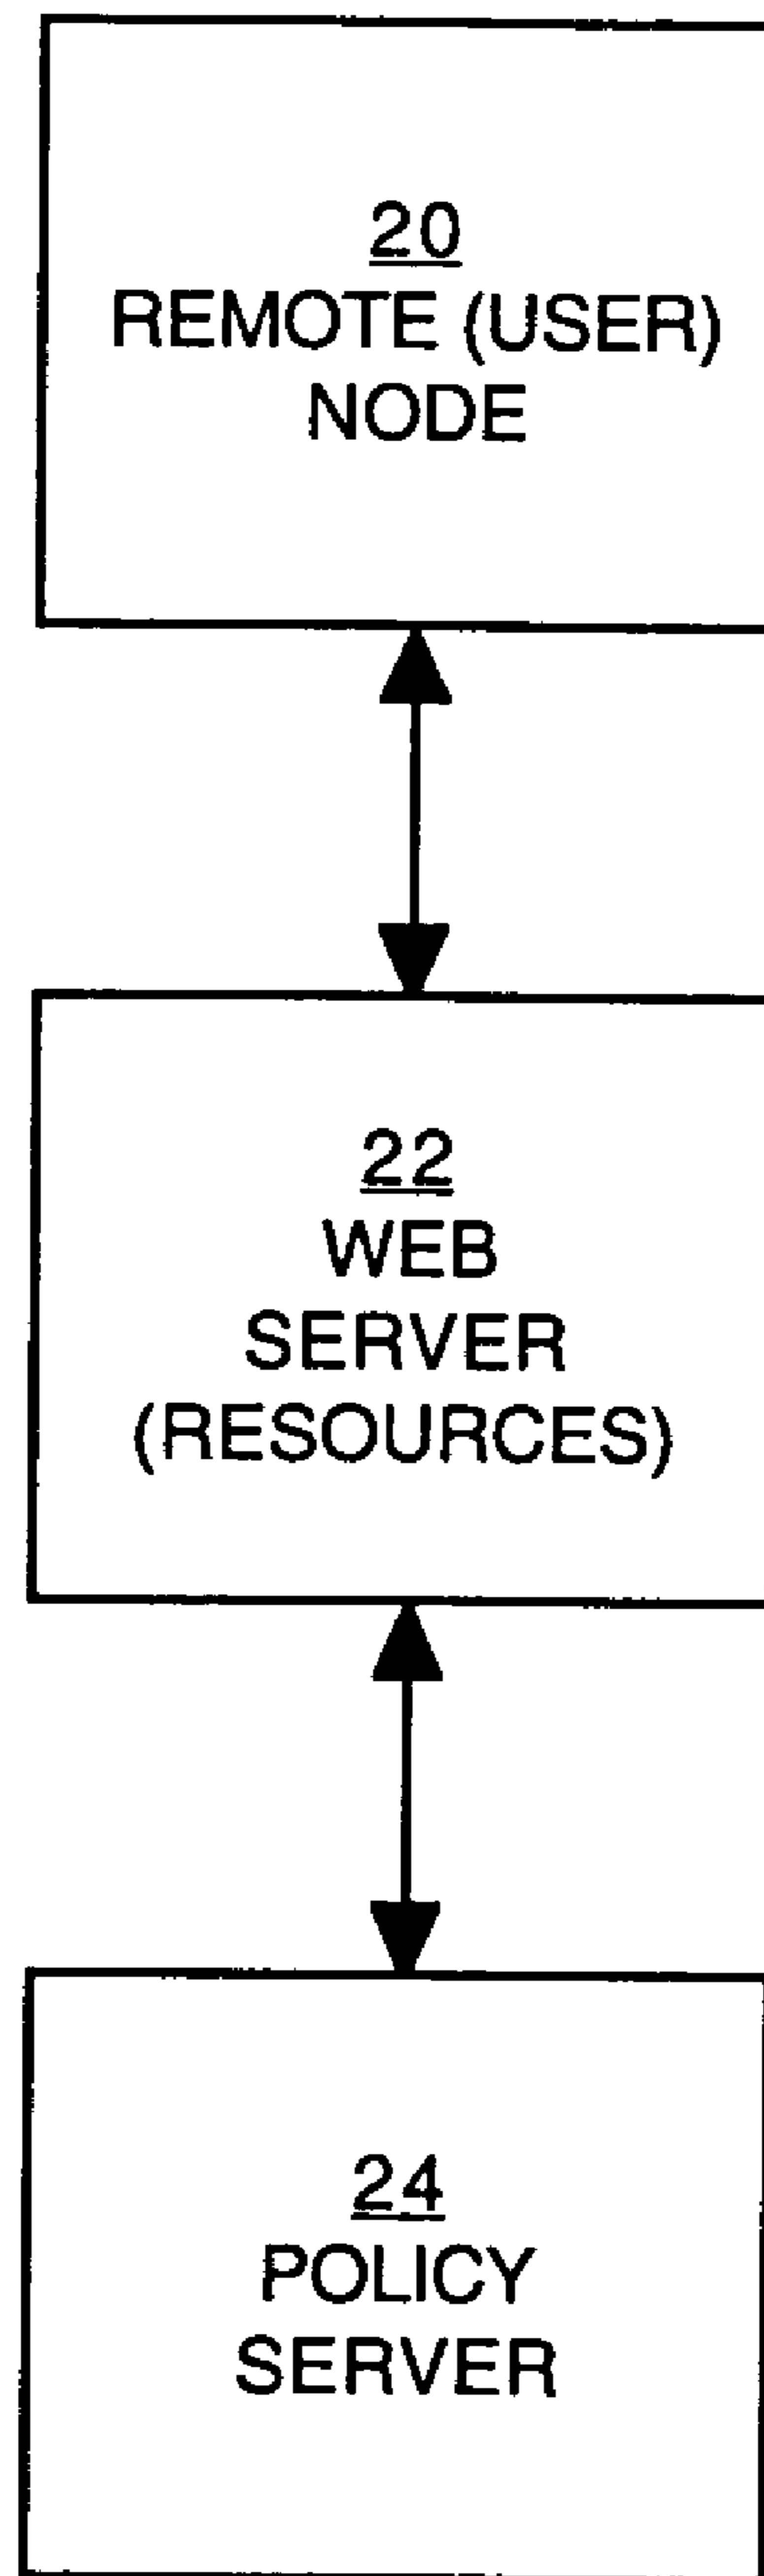 20
REMOTE (USER)
NODE
22
WEB
SERVER
(RESOURCES)
24
POLICY
SERVER